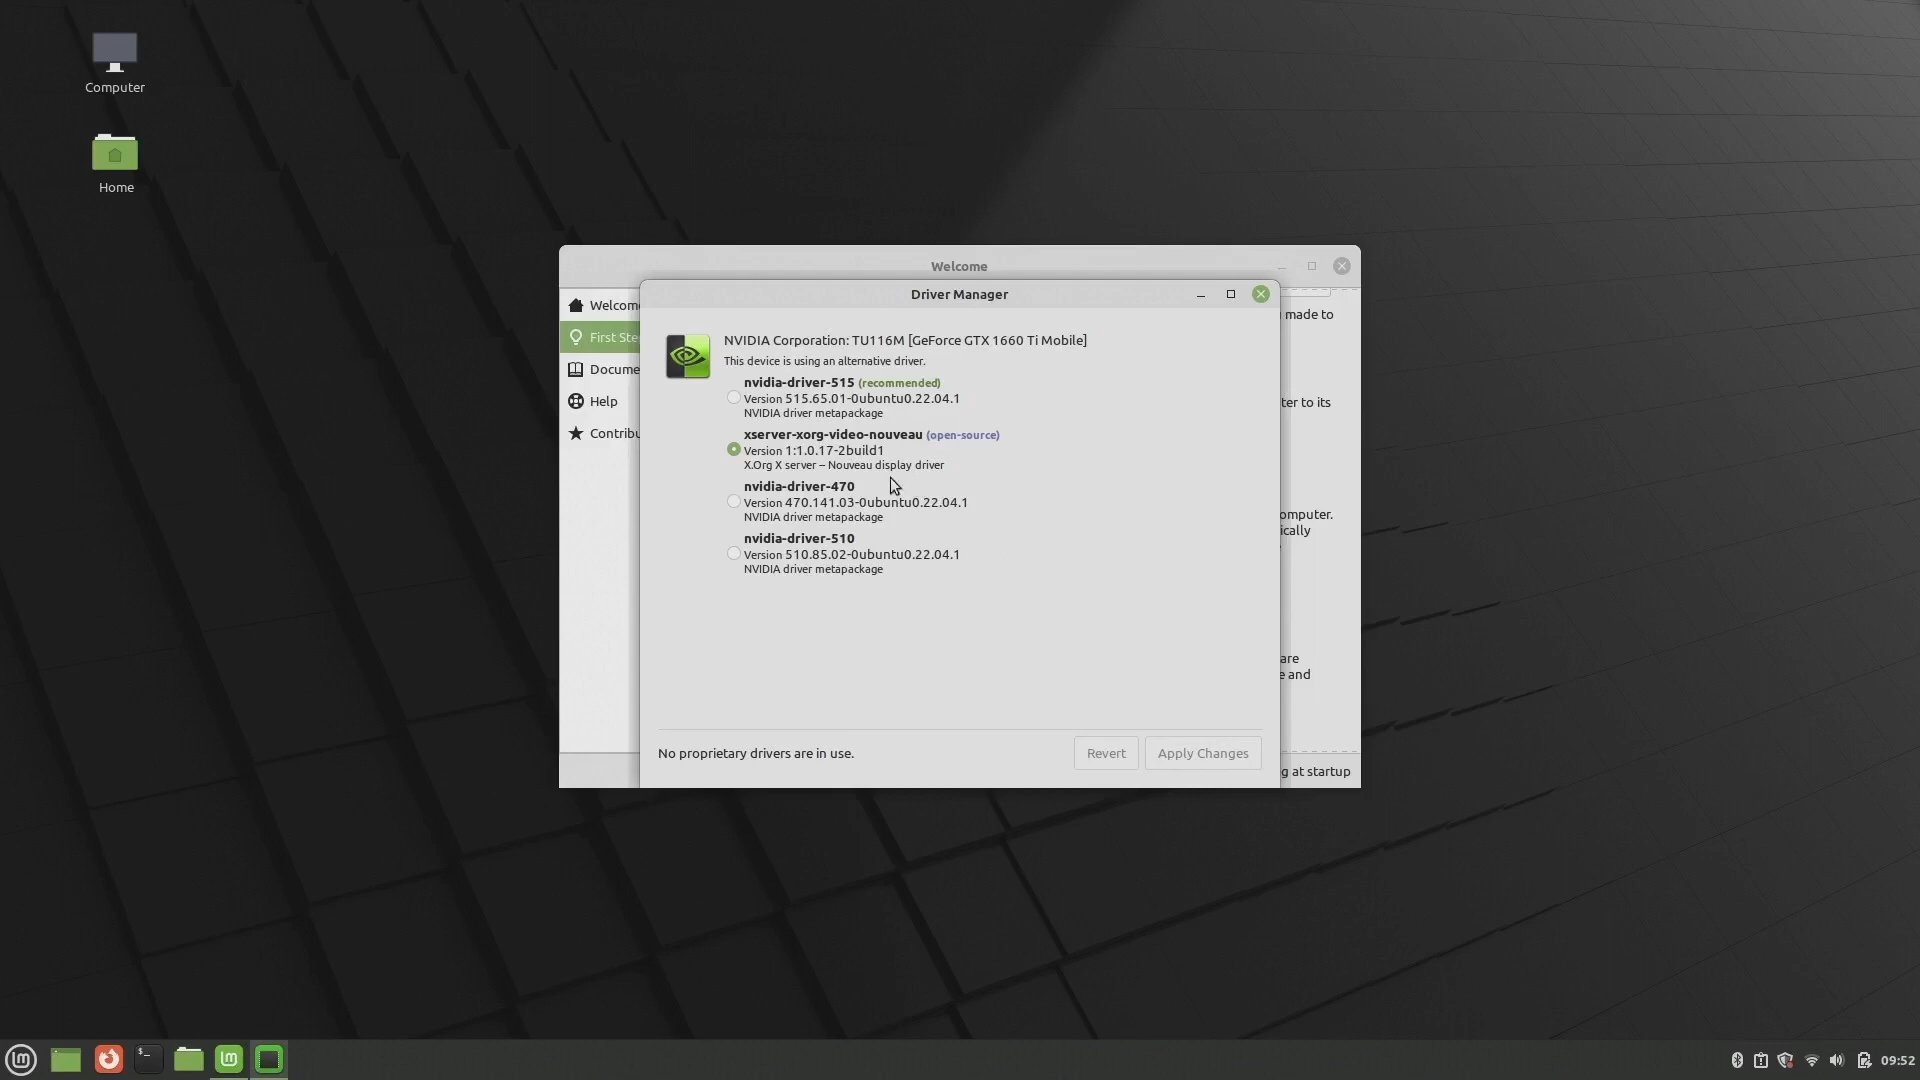 Computer
Home
Welcome
Welcome
First Ste
Docume
Help
Contribu
made to
ter to its
omputer.
ically
are
e and
g at startup
Driver Manager
NVIDIA Corporation: TU116M [GeForce GTX 1660 Ti Mobile]
This device is using an alternative driver.
nvidia-driver-515 (recommended)
Version 515.65.01-0ubuntu0.22.04.1
NVIDIA driver metapackage
xserver-xorg-video-nouveau (open-source)
Version 1:1.0.17-2build1
X.Org X server – Nouveau display driver
nvidia-driver-470
Version 470.141.03-0ubuntu0.22.04.1
NVIDIA driver metapackage
nvidia-driver-510
Version 510.85.02-0ubuntu0.22.04.1
NVIDIA driver metapackage
No proprietary drivers are in use.
Revert
Apply Changes
09:52